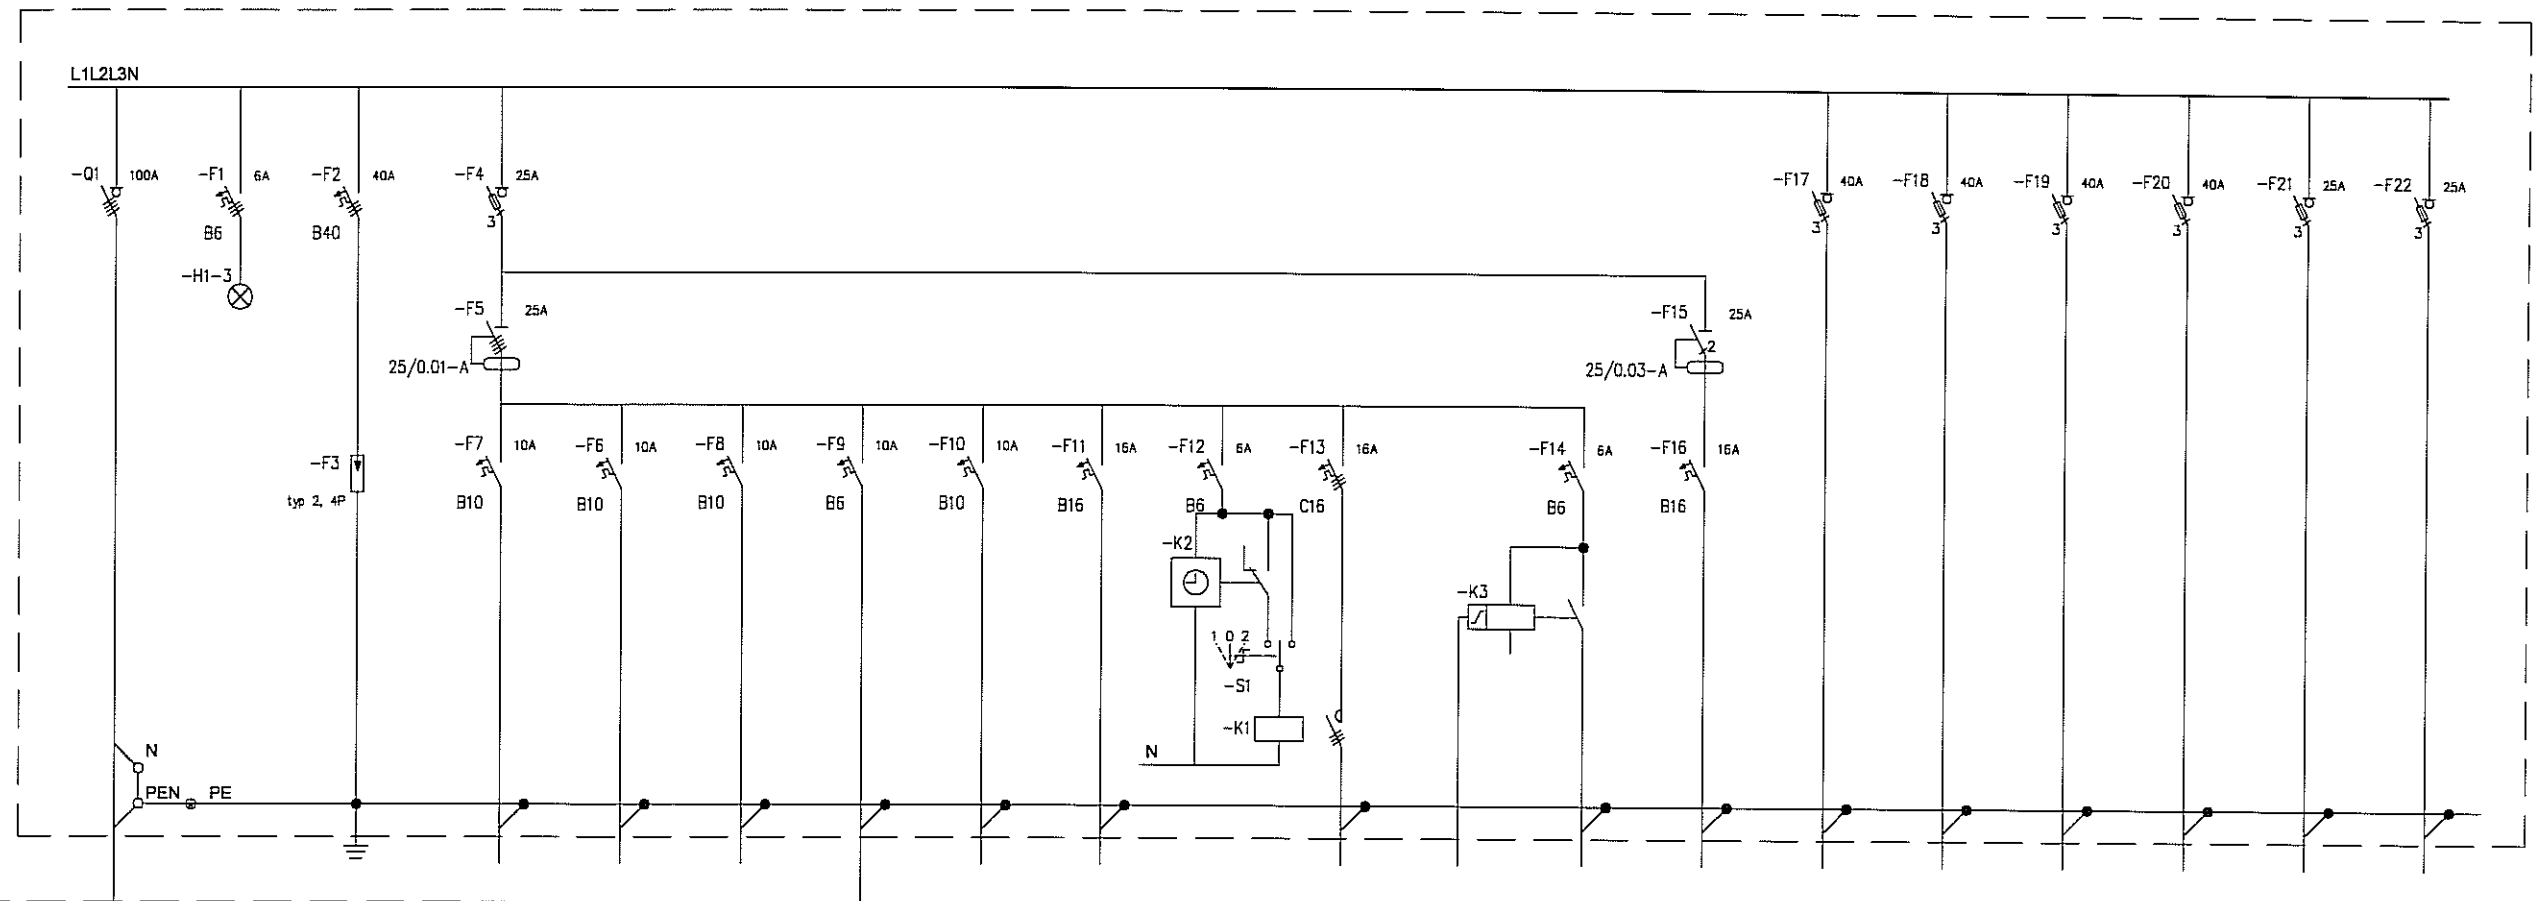 L1L2L3N
-Q1 100A
-F1 6A
B6
-H1-3
-F2 40A
B40
-F3
typ 2, 4P
-F4 25A
3
-F5 25A
25/0.01-A
-F15 25A
2
25/0.03-A
-F17 40A
3
-F18 40A
3
-F19 40A
3
-F20 40A
3
-F21 25A
3
-F22 25A
3
-F7 10A
B10
-F6 10A
B10
-F8 10A
B10
-F9 10A
B6
-F10 10A
B10
-F11 16A
B16
-F12 6A
B6
-F13 16A
C16
-F14 6A
B6
-F16 16A
B16
-K2
1 0 2
-S1
-K1
N
-K3
N
PEN PE